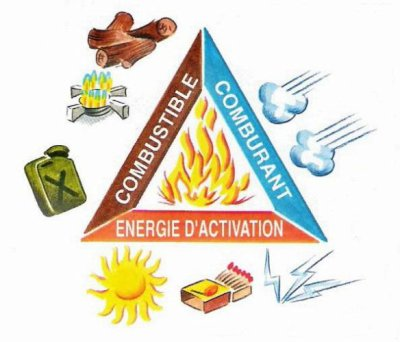 COMBUSTIBLE
COMBURANT
ENERGIE D'ACTIVATION